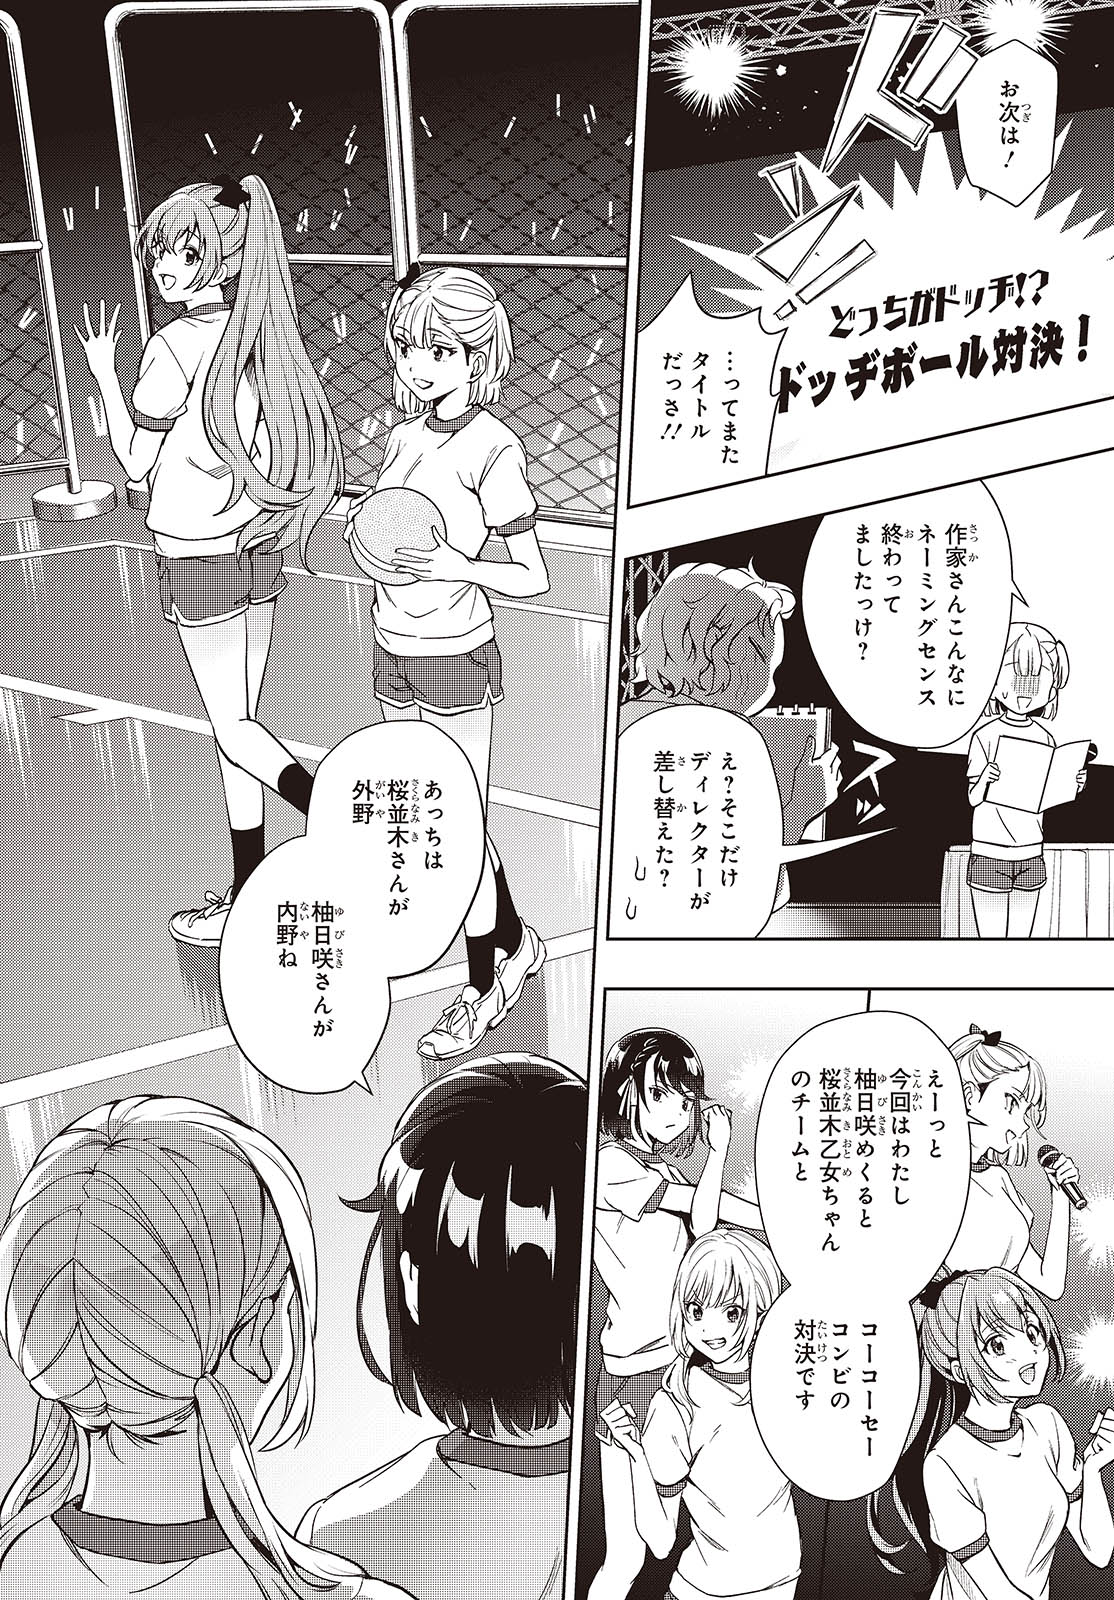 お次は！
ドドン！！
どっちがドッヂ!?
ドッヂボール対決！
…ってまた
タイトル
だっさ!!
作家さんこんなに
ネーミングセンス
終わって
ましたっけ？
え？そこだけ
ディレクターが
差し替えた？
えーっと
今回はわたし
柚日咲めくると
桜並木乙女ちゃん
のチームと
コーコーセー
コンビの
対決です
あっちは
桜並木さんが
外野
柚日咲さんが
内野ね